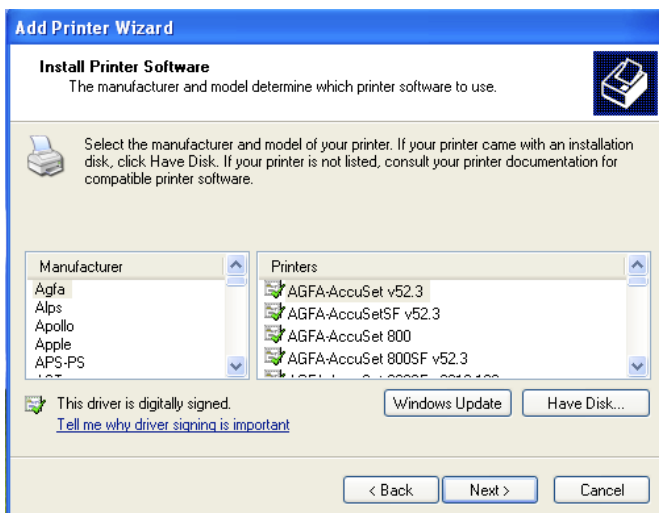 Add Printer Wizard
Install Printer Software
The manufacturer and model determine which printer software to use.
Select the manufacturer and model of your printer. If your printer came with an installation
disk, click Have Disk. If your printer is not listed, consult your printer documentation for
compatible printer software.
Manufacturer
Agfa
Alps
Apollo
Apple
APS-PS
Printers
AGFA-AccuSet v52.3
AGFA-AccuSetSF v52.3
AGFA-AccuSet 800
AGFA-AccuSet 800SF v52.3
This driver is digitally signed.
Tell me why driver signing is important
Windows Update
Have Disk...
< Back
Next >
Cancel